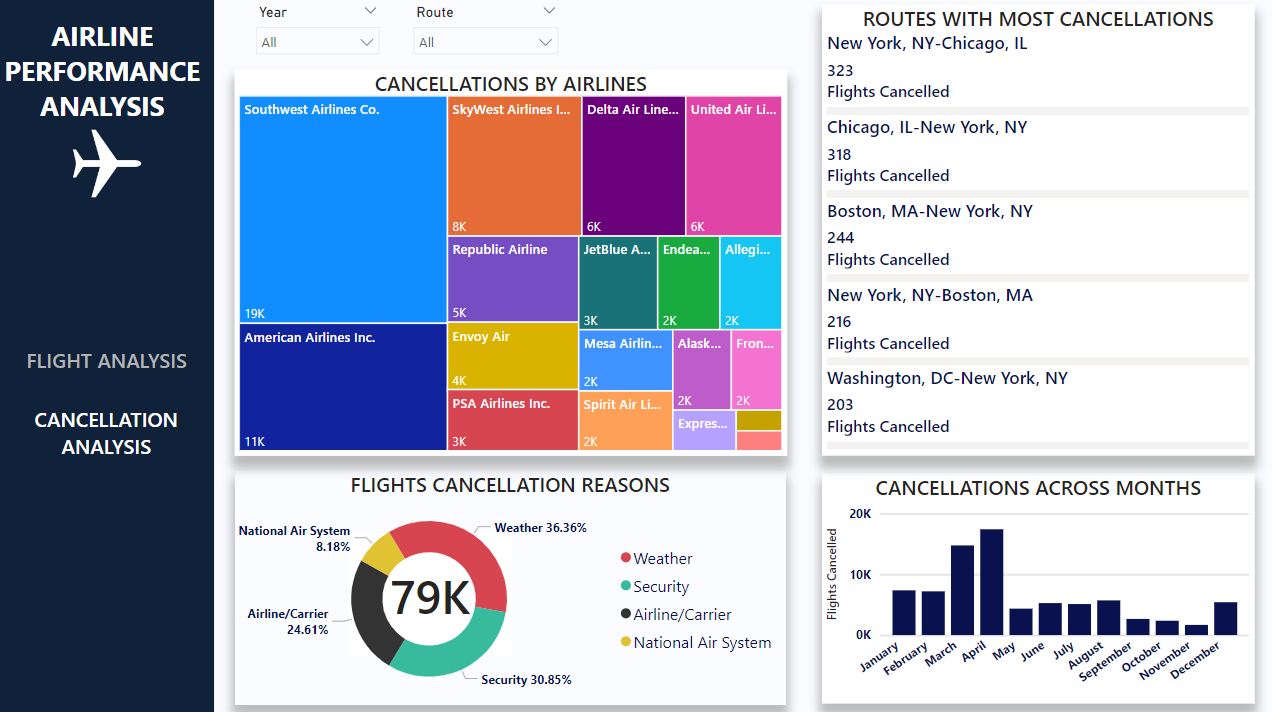 AIRLINE
PERFORMANCE
ANALYSIS
FLIGHT ANALYSIS
CANCELLATION
ANALYSIS
Year
All
Route
All
CANCELLATIONS BY AIRLINES
Southwest Airlines Co.
19K
American Airlines Inc.
11K
SkyWest Airlines I...
8K
Delta Air Line...
6K
United Air Li...
6K
Republic Airline
5K
Envoy Air
4K
PSA Airlines Inc.
3K
JetBlue A...
3K
Endea...
2K
Allegi...
2K
Mesa Airlin...
2K
Spirit Air Li...
2K
Alask...
2K
Fron...
2K
Expres...
ROUTES WITH MOST CANCELLATIONS
New York, NY-Chicago, IL
323
Flights Cancelled
Chicago, IL-New York, NY
318
Flights Cancelled
Boston, MA-New York, NY
244
Flights Cancelled
New York, NY-Boston, MA
216
Flights Cancelled
Washington, DC-New York, NY
203
Flights Cancelled
FLIGHTS CANCELLATION REASONS
National Air System
8.18%
Weather 36.36%
Airline/Carrier
24.61%
Security 30.85%
79K
Weather
Security
Airline/Carrier
National Air System
CANCELLATIONS ACROSS MONTHS
Flights Cancelled
20K
10K
0K
January
February
March
April
May
June
July
August
September
October
November
December